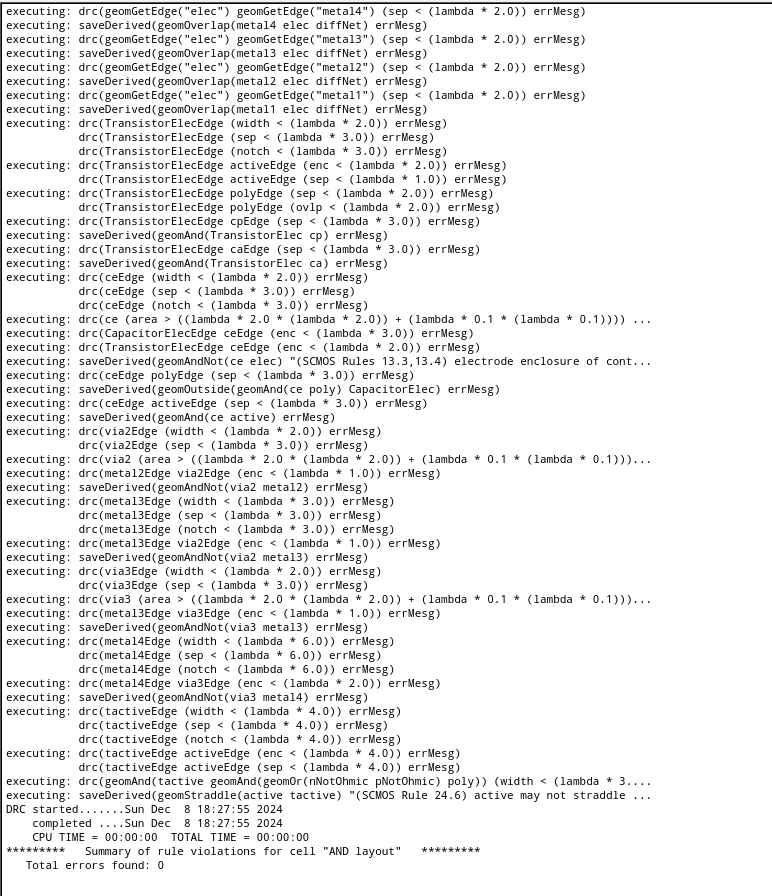 executing: drc(geomGetEdge("elec") geomGetEdge("metal4") (sep < (lambda * 2.0)) errMesg)
executing: saveDerived(geomOverlap(metal4 elec diffNet) errMesg)
executing: drc(geomGetEdge("elec") geomGetEdge("metal3") (sep < (lambda * 2.0)) errMesg)
executing: saveDerived(geomOverlap(metal3 elec diffNet) errMesg)
executing: drc(geomGetEdge("elec") geomGetEdge("metal2") (sep < (lambda * 2.0)) errMesg)
executing: saveDerived(geomOverlap(metal2 elec diffNet) errMesg)
executing: drc(geomGetEdge("elec") geomGetEdge("metal1") (sep < (lambda * 2.0)) errMesg)
executing: saveDerived(geomOverlap(metal1 elec diffNet) errMesg)
executing: drc(TransistorElecEdge (width < (lambda * 2.0)) errMesg)
drc(TransistorElecEdge (sep < (lambda * 3.0)) errMesg)
drc(TransistorElecEdge (notch < (lambda * 3.0)) errMesg)
executing: drc(TransistorElecEdge activeEdge (enc < (lambda * 2.0)) errMesg)
drc(TransistorElecEdge activeEdge (sep < (lambda * 1.0)) errMesg)
executing: drc(TransistorElecEdge polyEdge (sep < (lambda * 2.0)) errMesg)
drc(TransistorElecEdge polyEdge (ovlp < (lambda * 2.0)) errMesg)
executing: drc(TransistorElecEdge cpEdge (sep < (lambda * 3.0)) errMesg)
executing: saveDerived(geomAnd(TransistorElec cp) errMesg)
executing: drc(TransistorElecEdge caEdge (sep < (lambda * 3.0)) errMesg)
executing: saveDerived(geomAnd(TransistorElec ca) errMesg)
executing: drc(ceEdge (width < (lambda * 2.0)) errMesg)
drc(ceEdge (sep < (lambda * 3.0)) errMesg)
drc(ceEdge (notch < (lambda * 3.0)) errMesg)
executing: drc(ce (area > ((lambda * 2.0 * (lambda * 2.0)) + (lambda * 0.1 * (lambda * 0.1)))) ...
executing: drc(CapacitorElecEdge ceEdge (enc < (lambda * 3.0)) errMesg)
executing: drc(TransistorElecEdge ceEdge (enc < (lambda * 2.0)) errMesg)
executing: saveDerived(geomAndNot(ce elec) "(SCMOS Rules 13.3,13.4) electrode enclosure of cont...
executing: drc(ceEdge polyEdge (sep < (lambda * 3.0)) errMesg)
executing: saveDerived(geomOutside(geomAnd(ce poly) CapacitorElec) errMesg)
executing: drc(ceEdge activeEdge (sep < (lambda * 3.0)) errMesg)
executing: saveDerived(geomAnd(ce active) errMesg)
executing: drc(via2Edge (width < (lambda * 2.0)) errMesg)
drc(via2Edge (sep < (lambda * 3.0)) errMesg)
executing: drc(via2 (area > ((lambda * 2.0 * (lambda * 2.0)) + (lambda * 0.1 * (lambda * 0.1)))...
executing: drc(metal2Edge via2Edge (enc < (lambda * 1.0)) errMesg)
executing: saveDerived(geomAndNot(via2 metal2) errMesg)
executing: drc(metal3Edge (width < (lambda * 3.0)) errMesg)
drc(metal3Edge (sep < (lambda * 3.0)) errMesg)
drc(metal3Edge (notch < (lambda * 3.0)) errMesg)
executing: drc(metal3Edge via2Edge (enc < (lambda * 1.0)) errMesg)
executing: saveDerived(geomAndNot(via2 metal3) errMesg)
executing: drc(via3Edge (width < (lambda * 2.0)) errMesg)
drc(via3Edge (sep < (lambda * 3.0)) errMesg)
executing: drc(via3 (area > ((lambda * 2.0 * (lambda * 2.0)) + (lambda * 0.1 * (lambda * 0.1)))...
executing: drc(metal3Edge via3Edge (enc < (lambda * 1.0)) errMesg)
executing: saveDerived(geomAndNot(via3 metal3) errMesg)
executing: drc(metal4Edge (width < (lambda * 6.0)) errMesg)
drc(metal4Edge (sep < (lambda * 6.0)) errMesg)
drc(metal4Edge (notch < (lambda * 6.0)) errMesg)
executing: drc(metal4Edge via3Edge (enc < (lambda * 2.0)) errMesg)
executing: saveDerived(geomAndNot(via3 metal4) errMesg)
executing: drc(tactiveEdge (width < (lambda * 4.0)) errMesg)
drc(tactiveEdge (sep < (lambda * 4.0)) errMesg)
drc(tactiveEdge (notch < (lambda * 4.0)) errMesg)
executing: drc(tactiveEdge activeEdge (enc < (lambda * 4.0)) errMesg)
drc(tactiveEdge activeEdge (sep < (lambda * 4.0)) errMesg)
executing: drc(geomAnd(tactive geomAnd(geomOr(nNotOhmic pNotOhmic) poly)) (width < (lambda * 3....
executing: saveDerived(geomStraddle(active tactive) "(SCMOS Rule 24.6) active may not straddle ...
DRC started.......Sun Dec  8 18:27:55 2024
completed ....Sun Dec  8 18:27:55 2024
CPU TIME = 00:00:00  TOTAL TIME = 00:00:00
*********   Summary of rule violations for cell "AND layout"   *********
Total errors found: 0